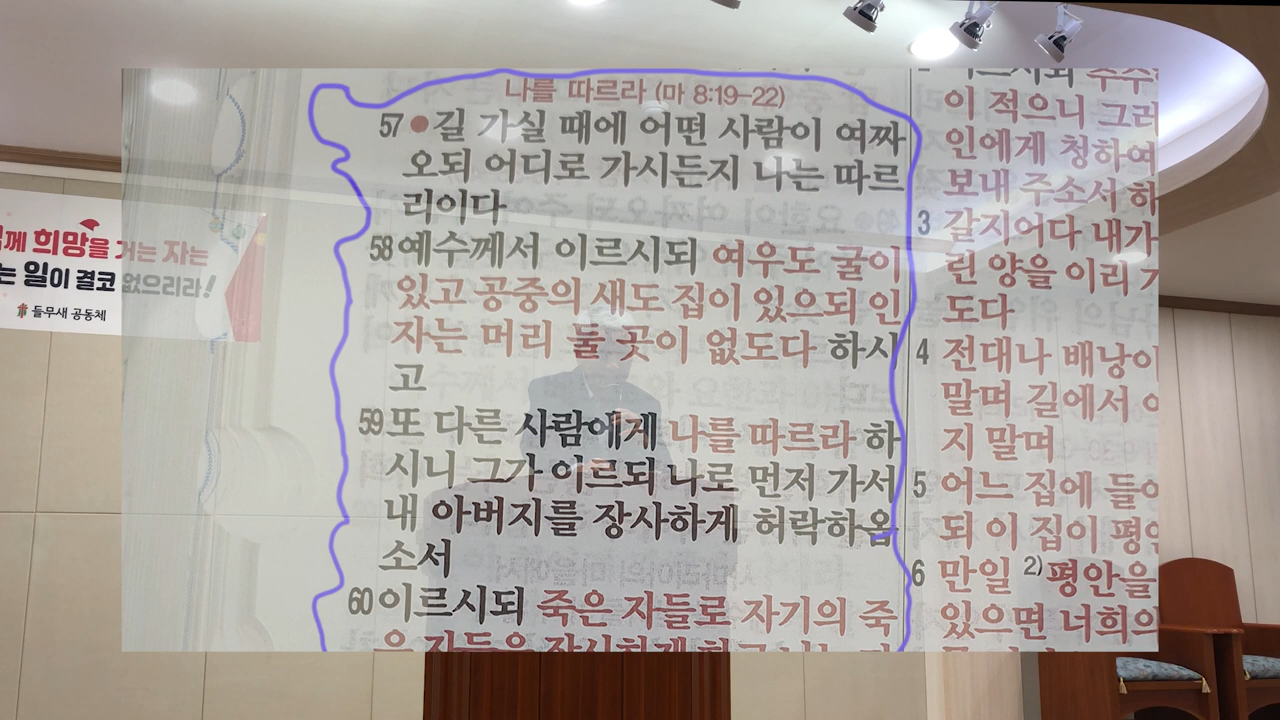 나를 따르라 (마 8:19-22)
57 ●길 가실 때에 어떤 사람이 여짜
오되 어디로 가시든지 나는 따르
리이다
58 예수께서 이르시되 여우도 굴이
있고 공중의 새도 집이 있으되 인
자는 머리 둘 곳이 없도다 하시
고
59 또 다른 사람에게 나를 따르라 하
시니 그가 이르되 나로 먼저 가서
내 아버지를 장사하게 허락하옵
소서
60 이르시되 죽은 자들로 자기의 죽
이 적으니 그러
인에게 청하여
보내 주소서 하
3 갈지어다 내가
린 양을 이리
도다
4 전대나 배낭이
말며 길에서
지 말며
5 어느 집에 들어
되 이 집이 평안
6 만일 2)평안을
있으면 너희의
희망을 거는 자는
는 일이 결코 없으리라!
들무새 공동체